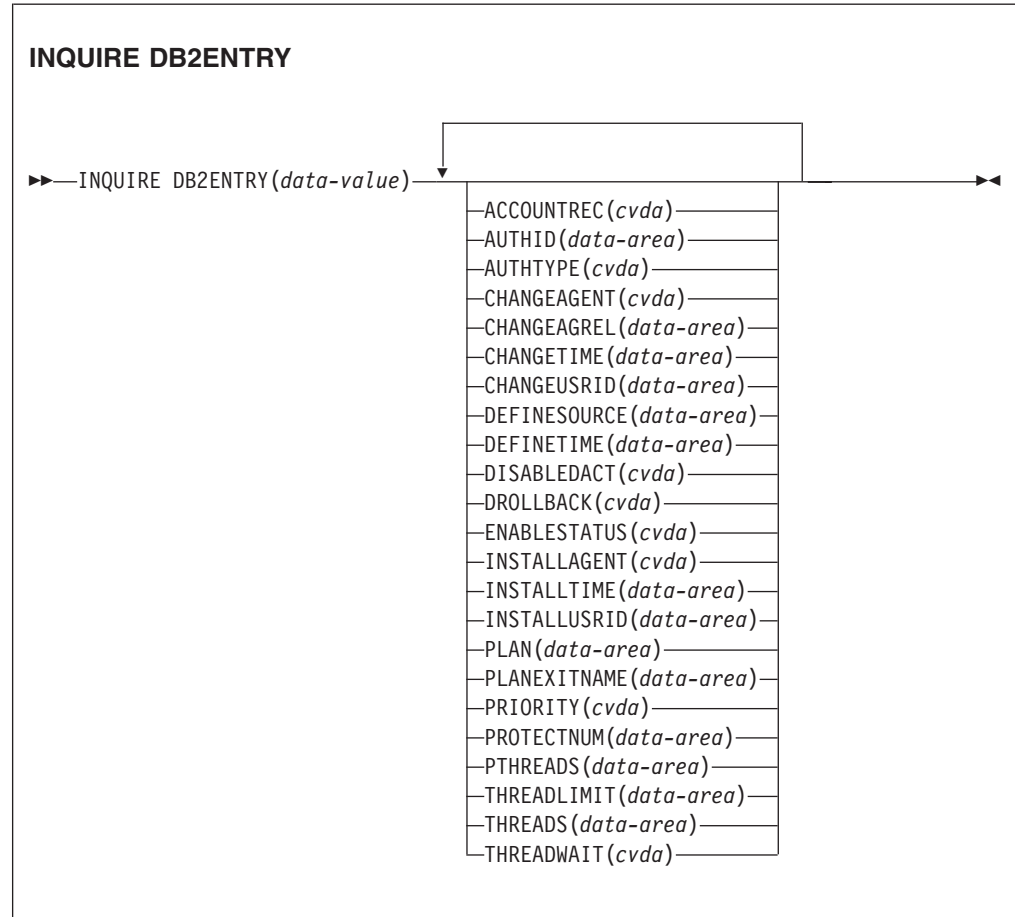 INQUIRE DB2ENTRY
INQUIRE DB2ENTRY(data-value)
ACCOUNTREC(cvda)
AUTHID(data-area)
AUTHTYPE(cvda)
CHANGEAGENT(cvda)
CHANGEAGREL(data-area)
CHANGETIME(data-area)
CHANGEUSRID(data-area)
DEFINESOURCE(data-area)
DEFINETIME(data-area)
DISABLEDACT(cvda)
DROLLBACK(cvda)
ENABLESTATUS(cvda)
INSTALLAGENT(cvda)
INSTALLTIME(data-area)
INSTALLUSRID(data-area)
PLAN(data-area)
PLANEXITNAME(data-area)
PRIORITY(cvda)
PROTECTNUM(data-area)
PTHREADS(data-area)
THREADLIMIT(data-area)
THREADS(data-area)
THREADWAIT(cvda)